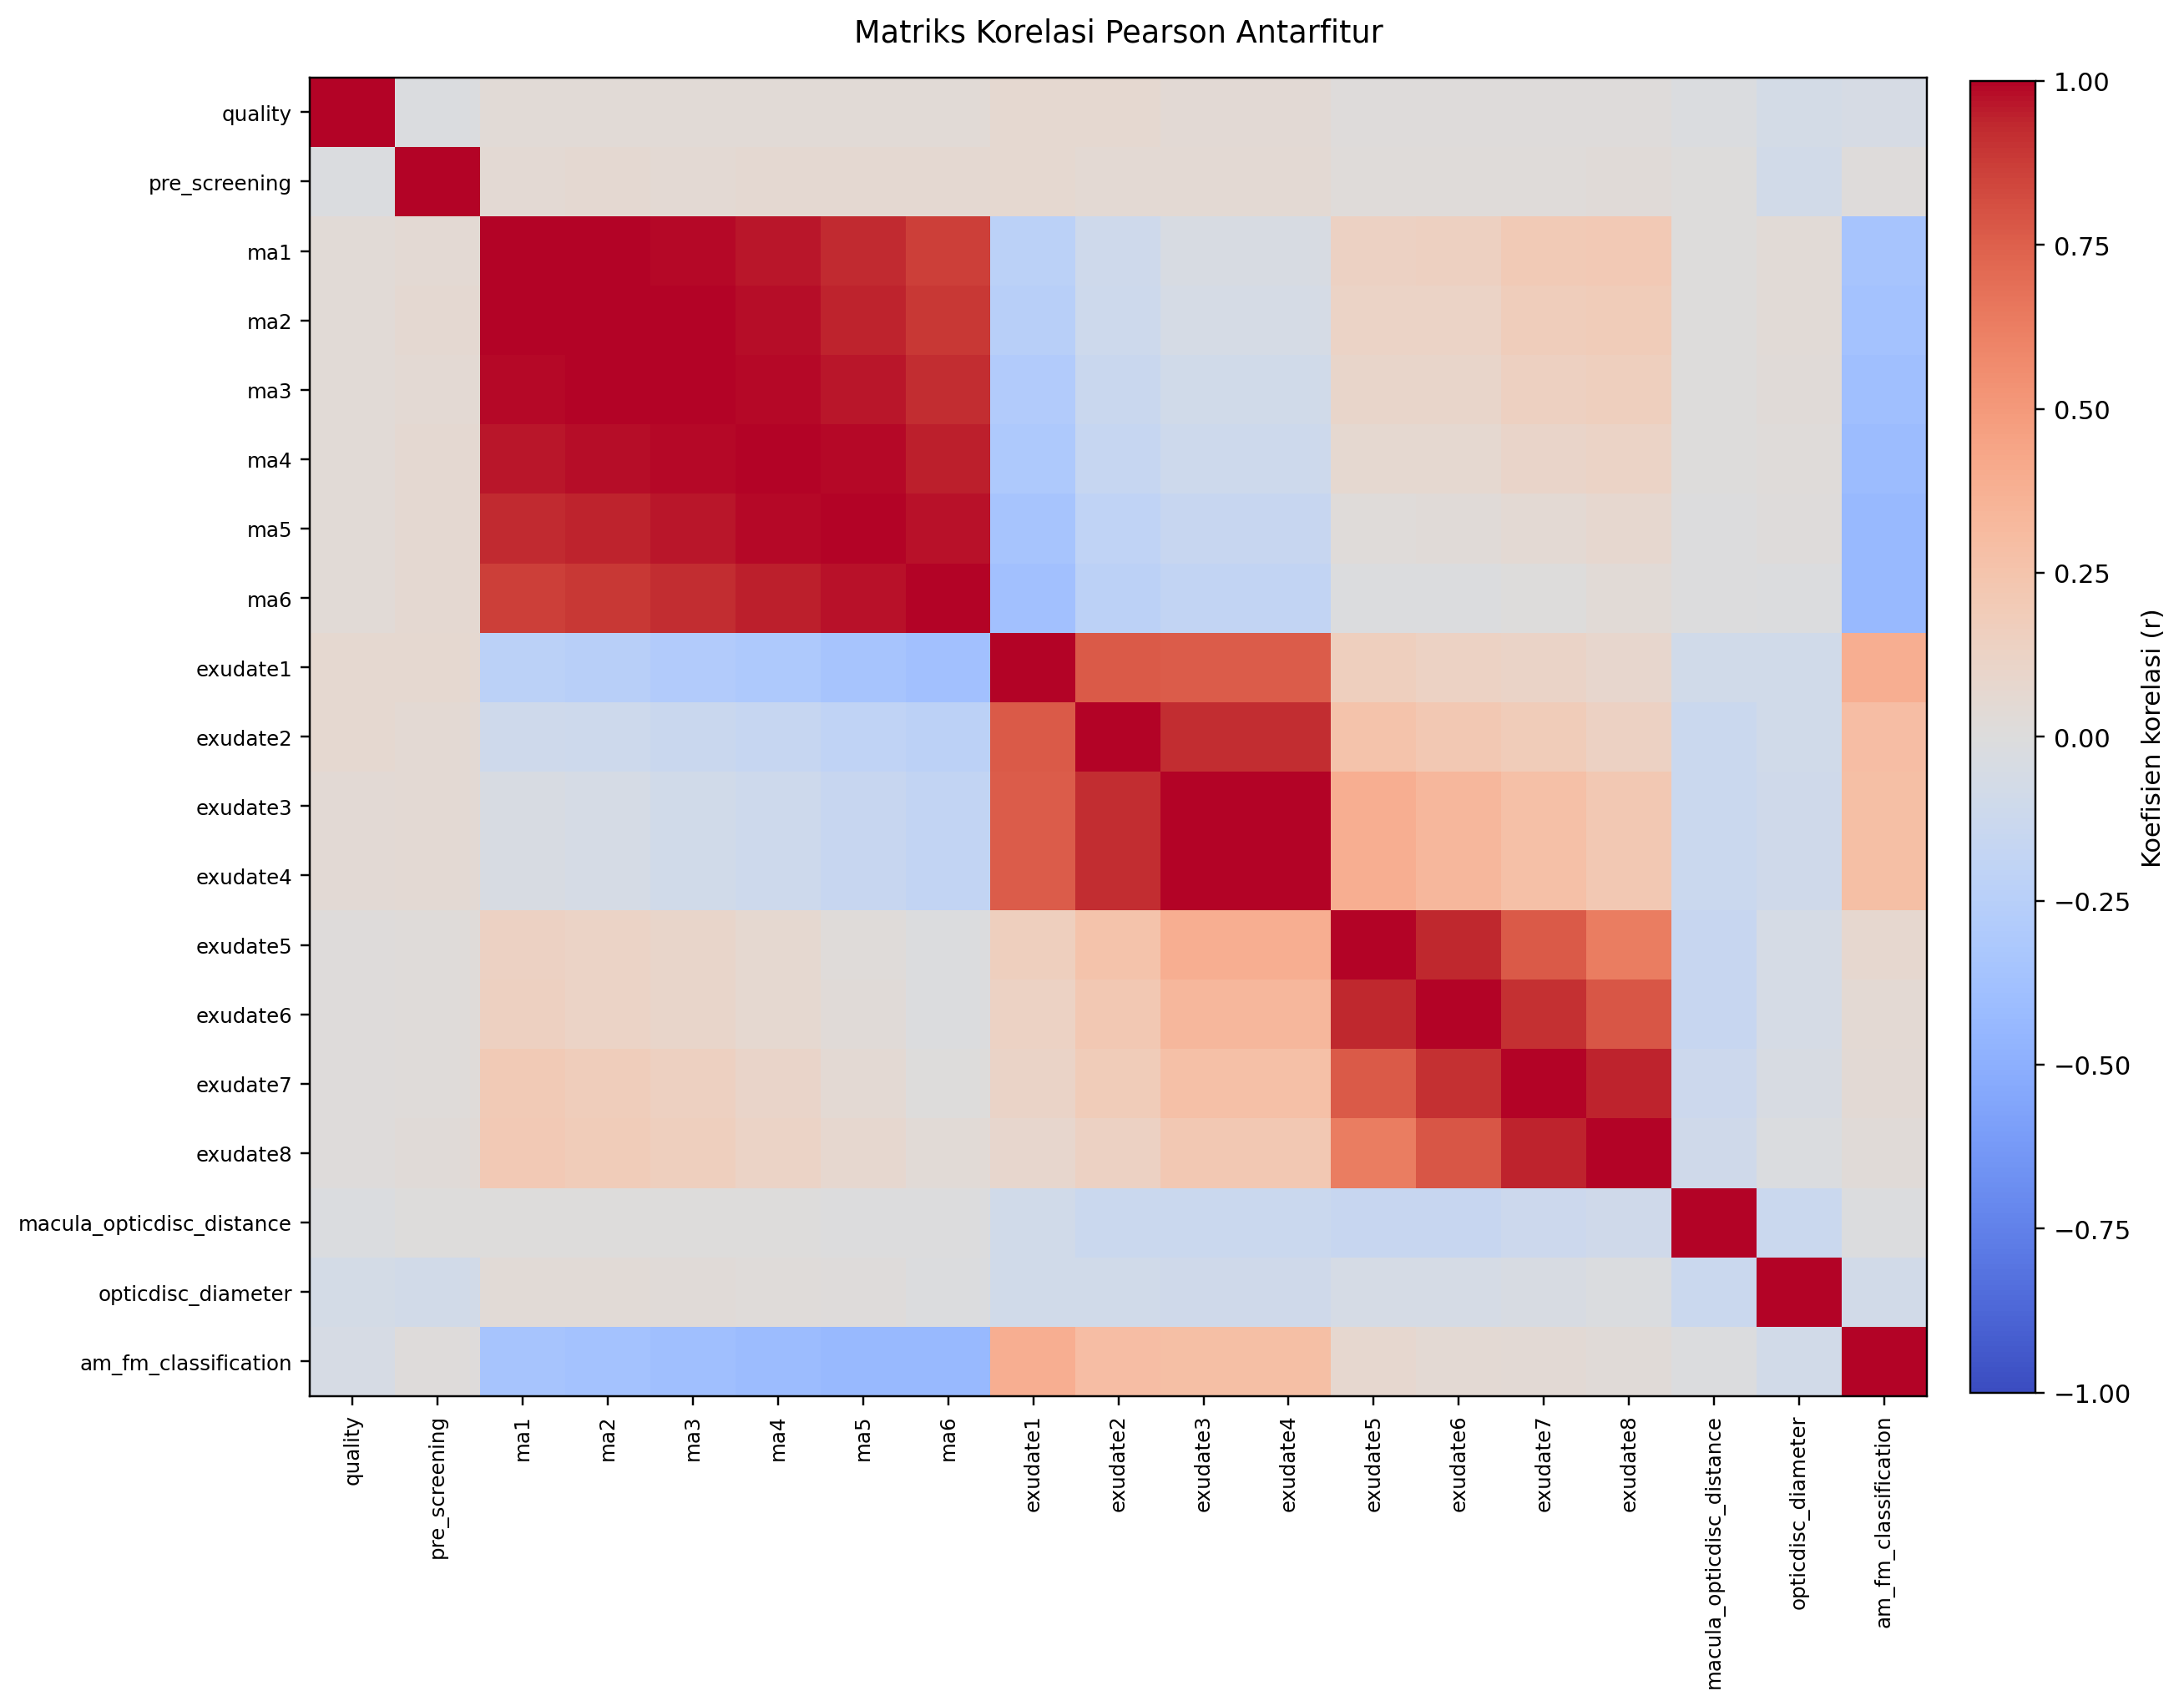 Matriks Korelasi Pearson Antarfitur
quality
pre_screening
ma1
ma2
ma3
ma4
ma5
ma6
exudate1
exudate2
exudate3
exudate4
exudate5
exudate6
exudate7
exudate8
macula_opticdisc_distance
opticdisc_diameter
am_fm_classification
quality
pre_screening
ma1
ma2
ma3
ma4
ma5
ma6
exudate1
exudate2
exudate3
exudate4
exudate5
exudate6
exudate7
exudate8
macula_opticdisc_distance
opticdisc_diameter
am_fm_classification
1.00
0.75
0.50
0.25
0.00
−0.25
−0.50
−0.75
−1.00
Koefisien korelasi (r)